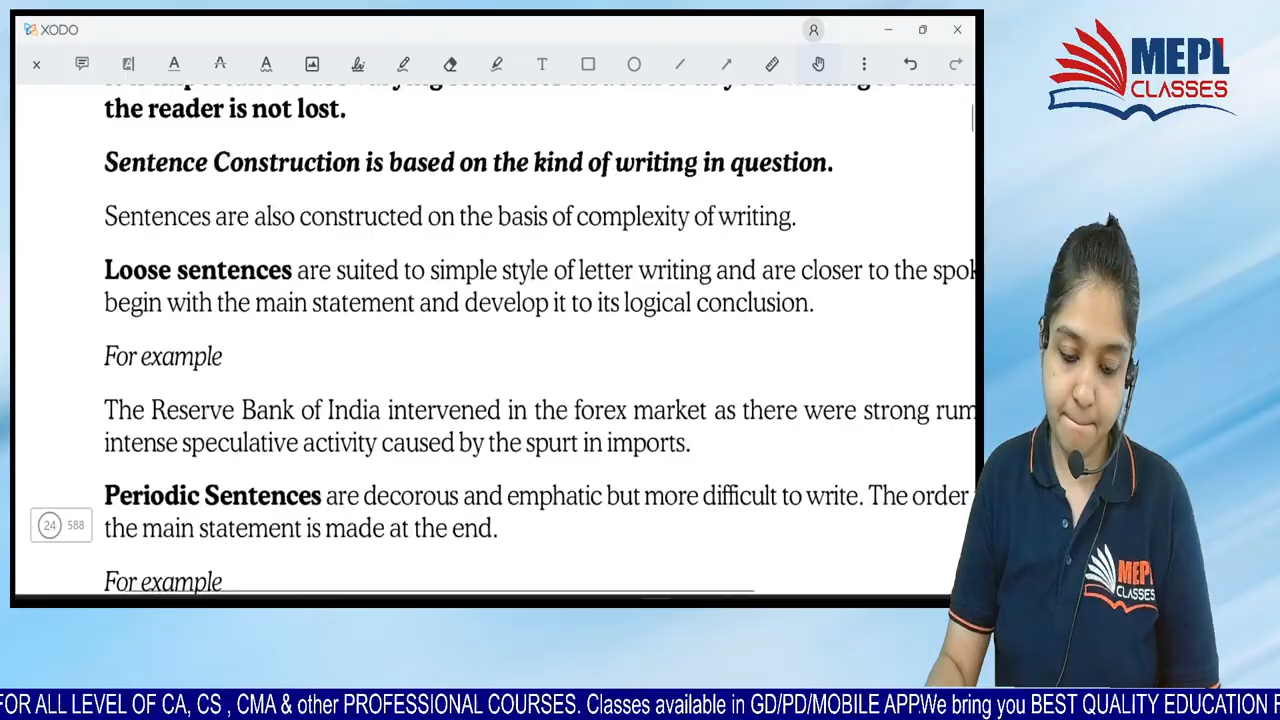 XODO
MEPL
CLASSES
the reader is not lost.
Sentence Construction is based on the kind of writing in question.
Sentences are also constructed on the basis of complexity of writing.
Loose sentences are suited to simple style of letter writing and are closer to the
begin with the main statement and develop it to its logical conclusion.
For example
The Reserve Bank of India intervened in the forex market as there were strong
intense speculative activity caused by the spurt in imports.
Periodic Sentences are decorous and emphatic but more difficult to write. The order
24 588
the main statement is made at the end.
For example
MEPL
CLASSES
FOR ALL LEVEL OF CA, CS , CMA & other PROFESSIONAL COURSES. Classes available in GD/PD/MOBILE APP.We bring you BEST QUALITY EDUCATION